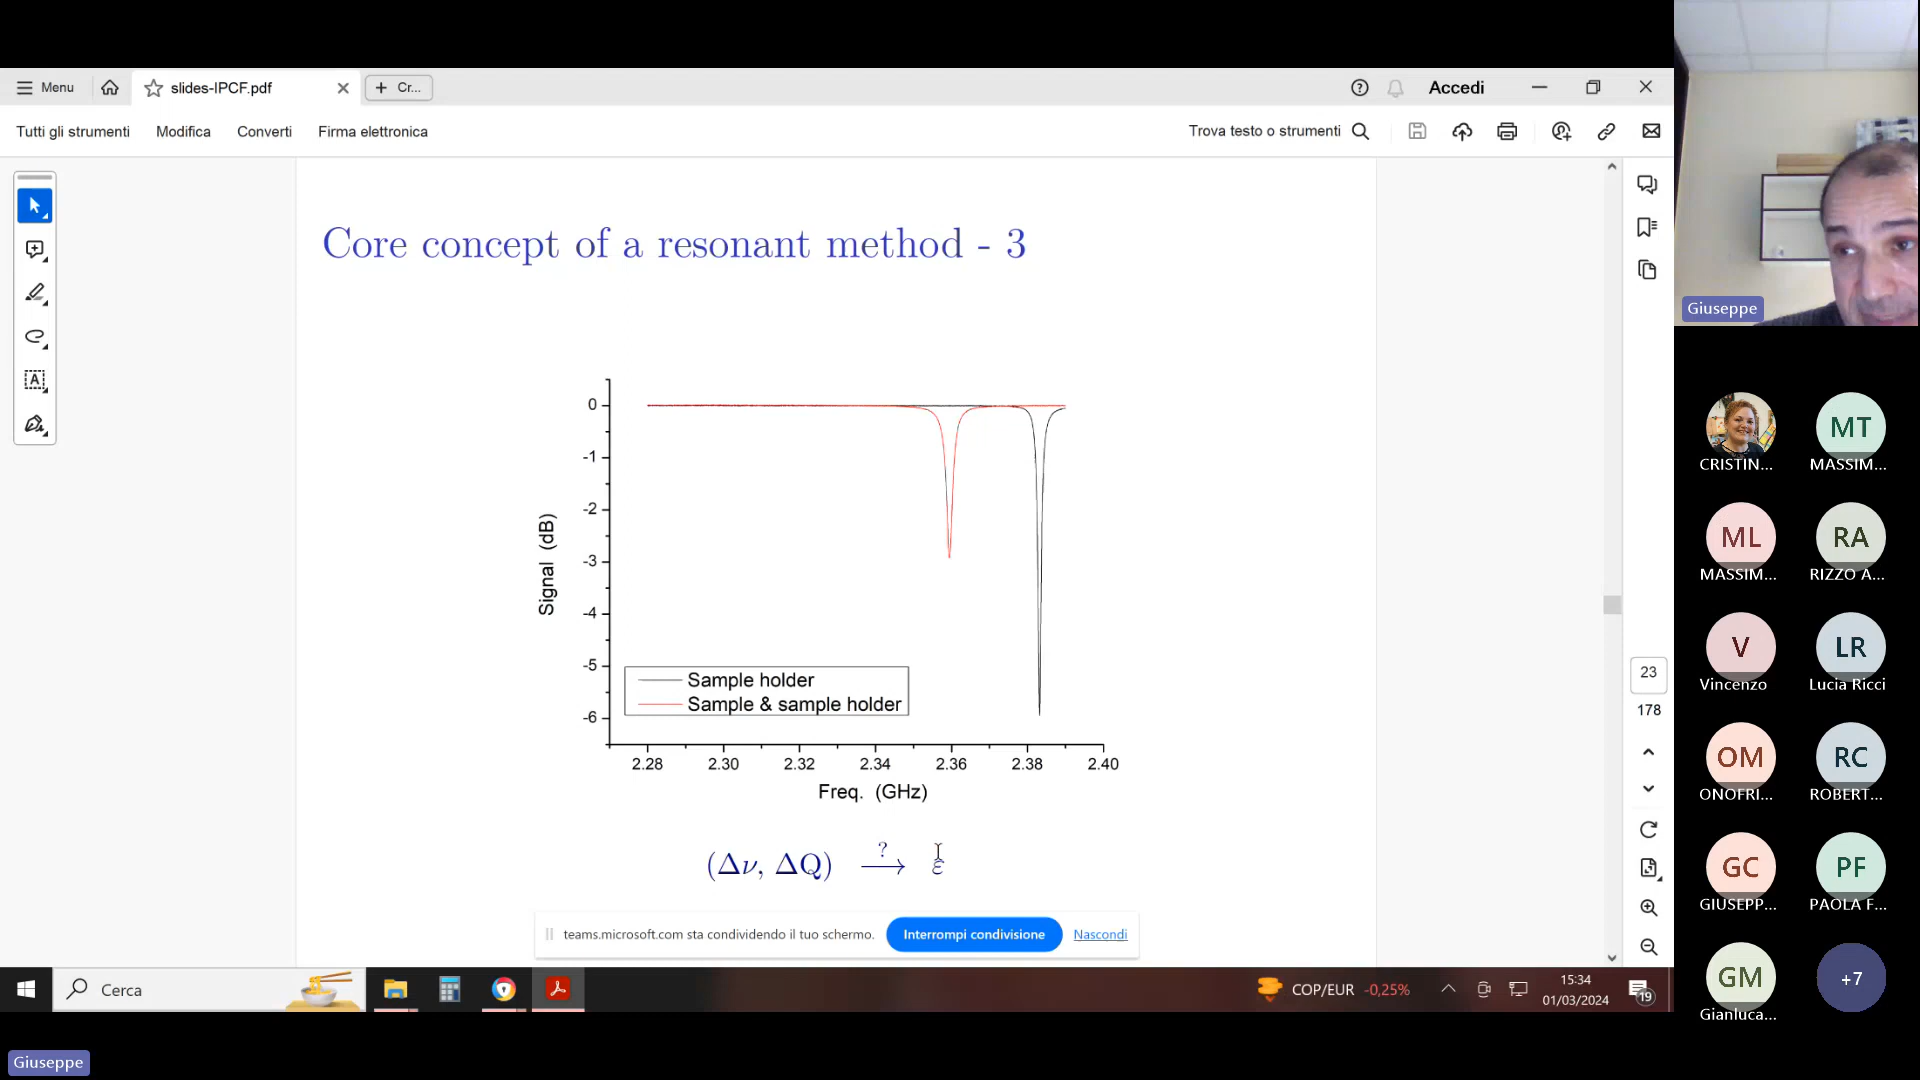 Menu
slides-IPCF.pdf
Cr...
Accedi
Tutti gli strumenti Modifica Converti Firma elettronica
Trova testo o strumenti
Core concept of a resonant method - 3
0
-1
-2
-3
-4
-5
-6
Signal (dB)
Sample holder
Sample & sample holder
2.28 2.30 2.32 2.34 2.36 2.38 2.40
Freq. (GHz)
(Δν, ΔQ) ⟶ ε
?
23
178
teams.microsoft.com sta condividendo il tuo schermo. Interrompi condivisione Nascondi
Cerca
COP/EUR -0,25%
15:34
01/03/2024
19
Giuseppe
Giuseppe
CRISTIN...
MT
MASSIM...
ML
MASSIM...
RA
RIZZO A...
V
Vincenzo
LR
Lucia Ricci
OM
ONOFRI...
RC
ROBERT...
GC
GIUSEPP...
PF
PAOLA F...
GM
Gianluca...
+7